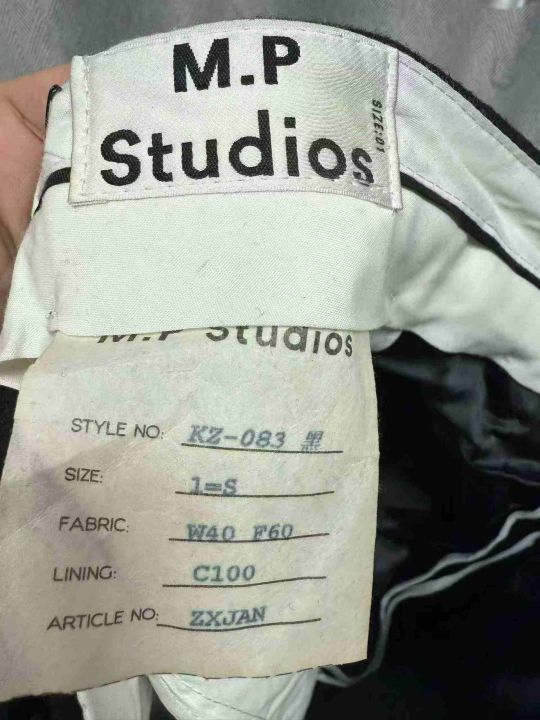 M.P
Studios
SIZE:01
M.P Studios
STYLE NO: KZ-083 黑
SIZE: 1=S
FABRIC: W40 F60
LINING: C100
ARTICLE NO: ZXJAN